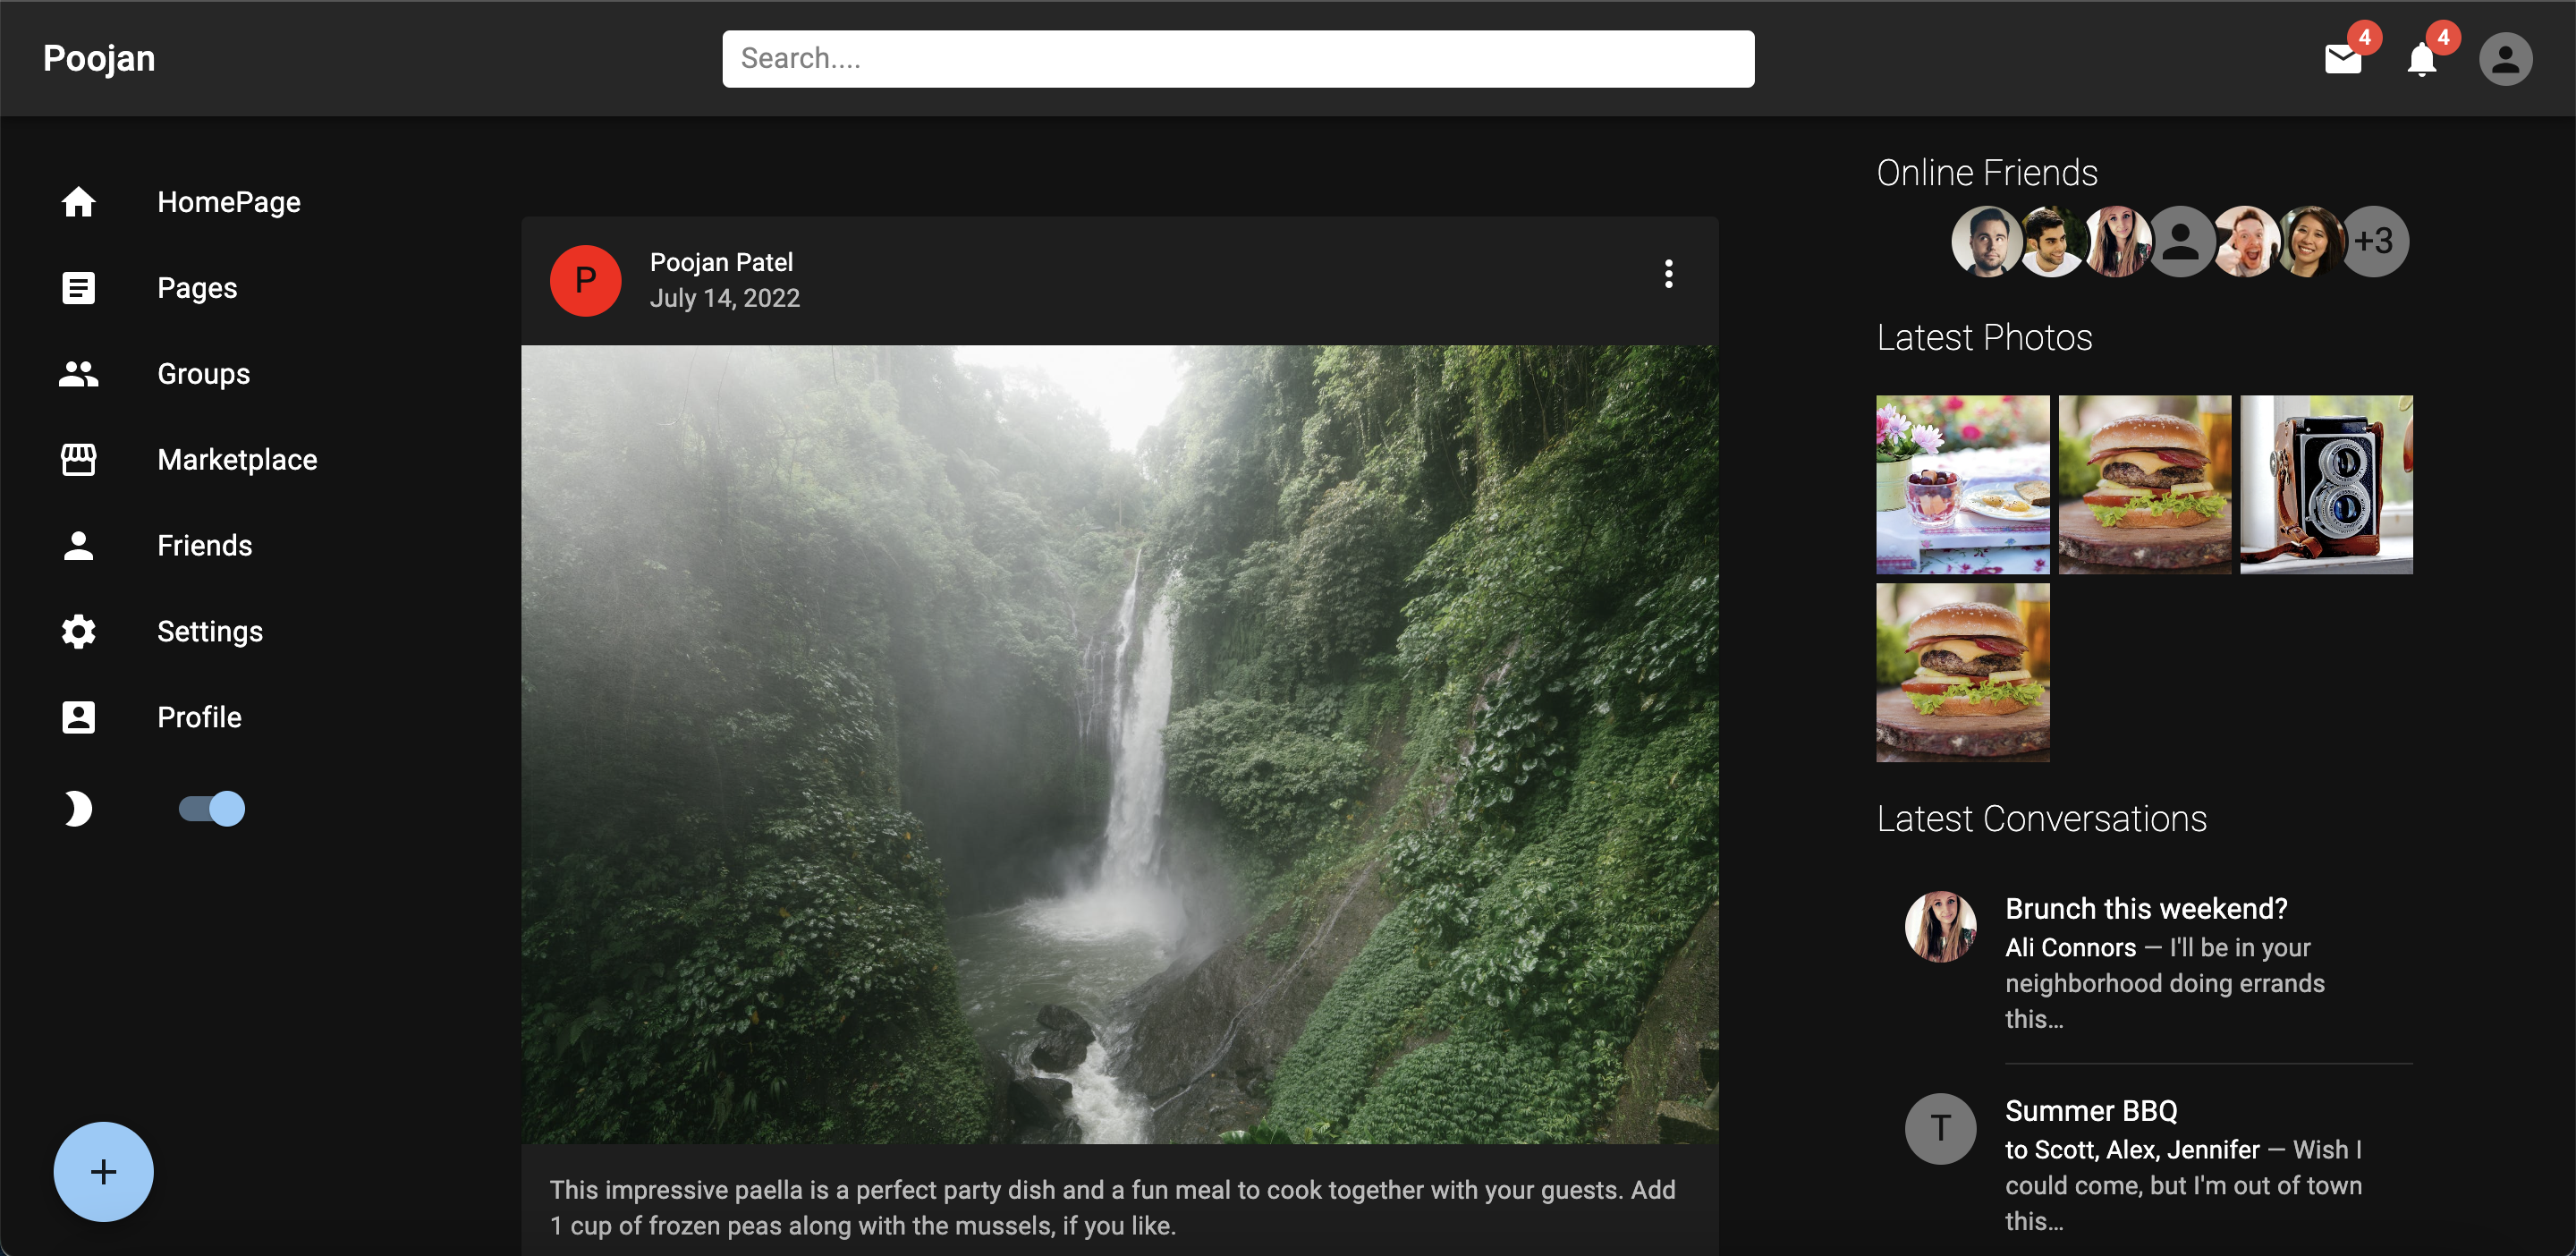 Poojan
Search....
4
4
HomePage
Pages
Groups
Marketplace
Friends
Settings
Profile
+
P
Poojan Patel
July 14, 2022
This impressive paella is a perfect party dish and a fun meal to cook together with your guests. Add
1 cup of frozen peas along with the mussels, if you like.
Online Friends
+3
Latest Photos
Latest Conversations
Brunch this weekend?
Ali Connors — I'll be in your
neighborhood doing errands
this…
T
Summer BBQ
to Scott, Alex, Jennifer — Wish I
could come, but I'm out of town
this…